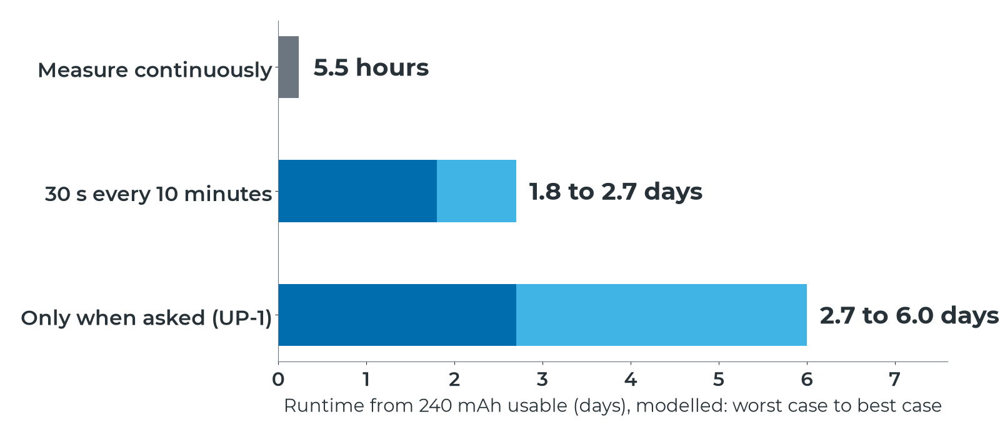 Measure continuously
5.5 hours
30 s every 10 minutes
1.8 to 2.7 days
Only when asked (UP-1)
2.7 to 6.0 days
0 1 2 3 4 5 6 7
Runtime from 240 mAh usable (days), modelled: worst case to best case